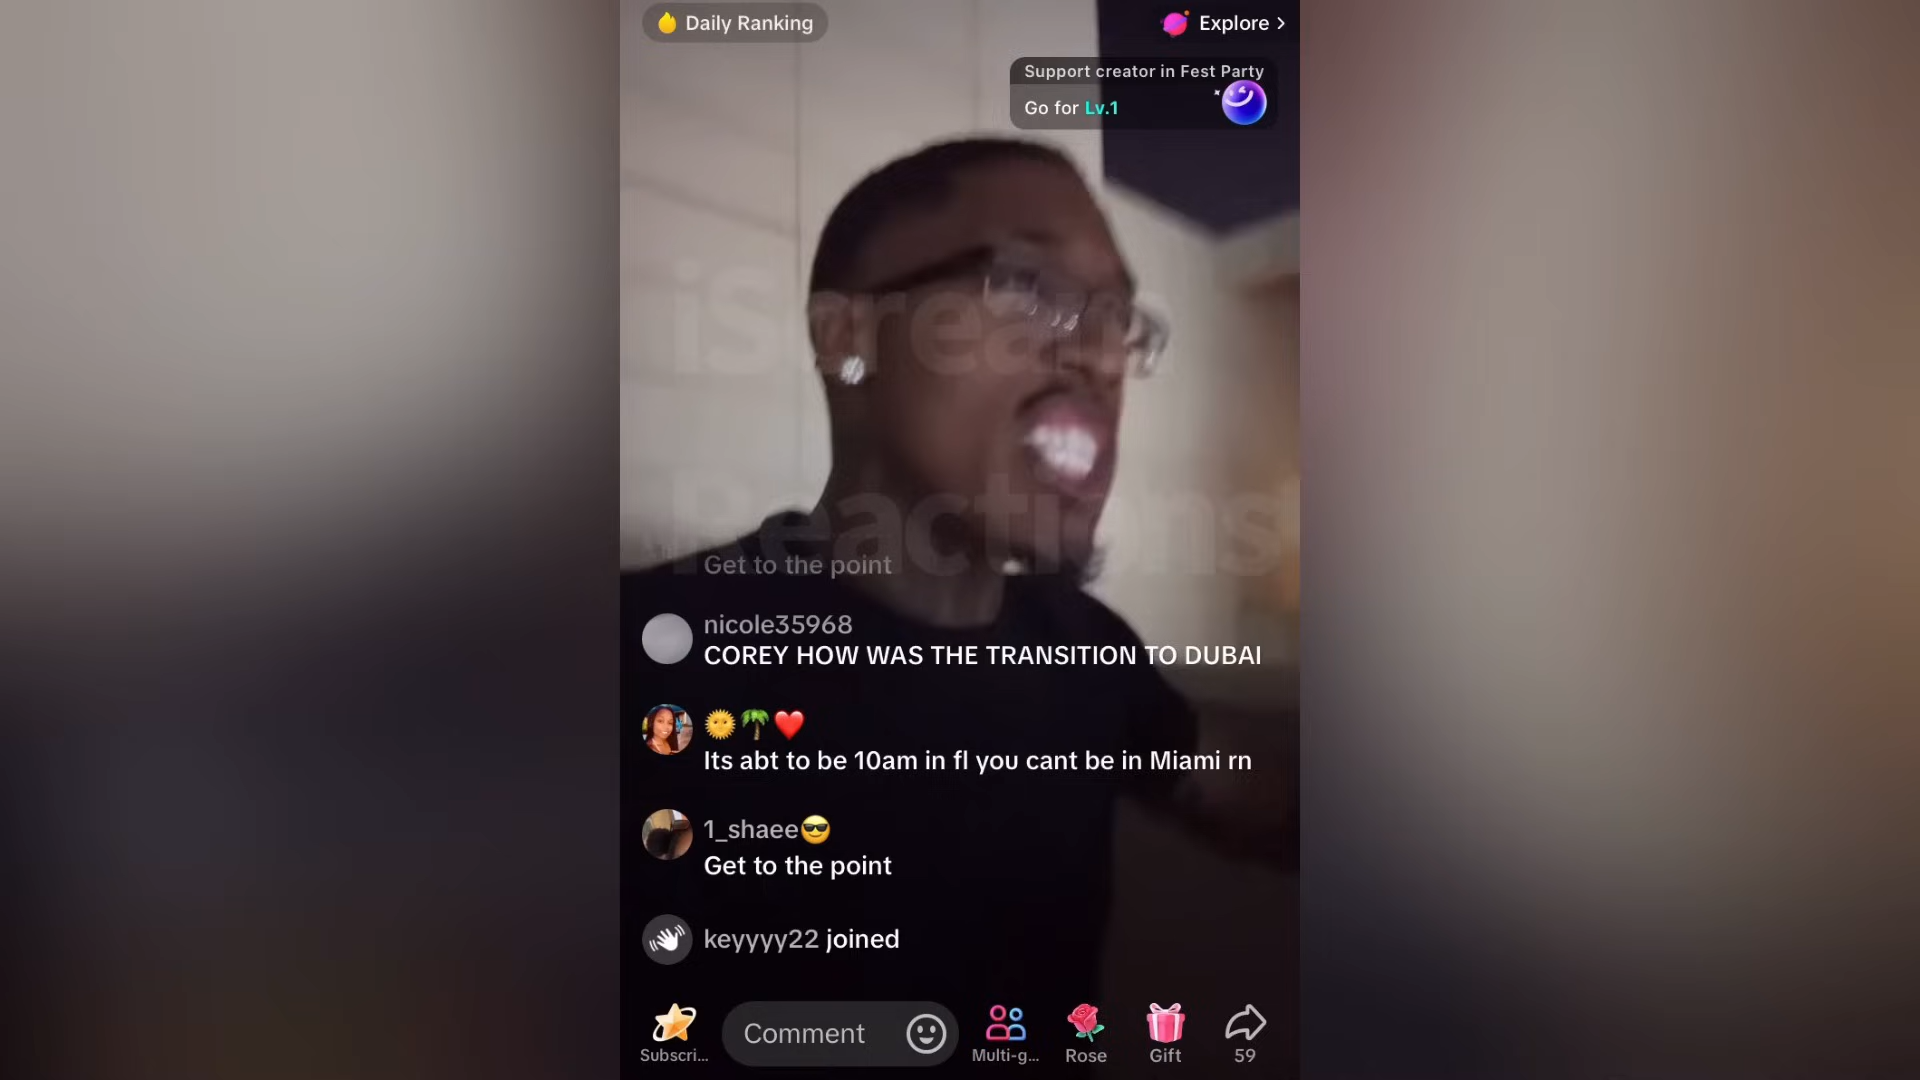 Daily Ranking
Explore >
Support creator in Fest Party
Go for Lv.1
iScream
Reactions
Get to the point
nicole35968
COREY HOW WAS THE TRANSITION TO DUBAI
🌞🌴❤️
Its abt to be 10am in fl you cant be in Miami rn
1_shaee😎
Get to the point
keyyyy22 joined
Comment
Subscri...
Multi-g...
Rose
Gift
59